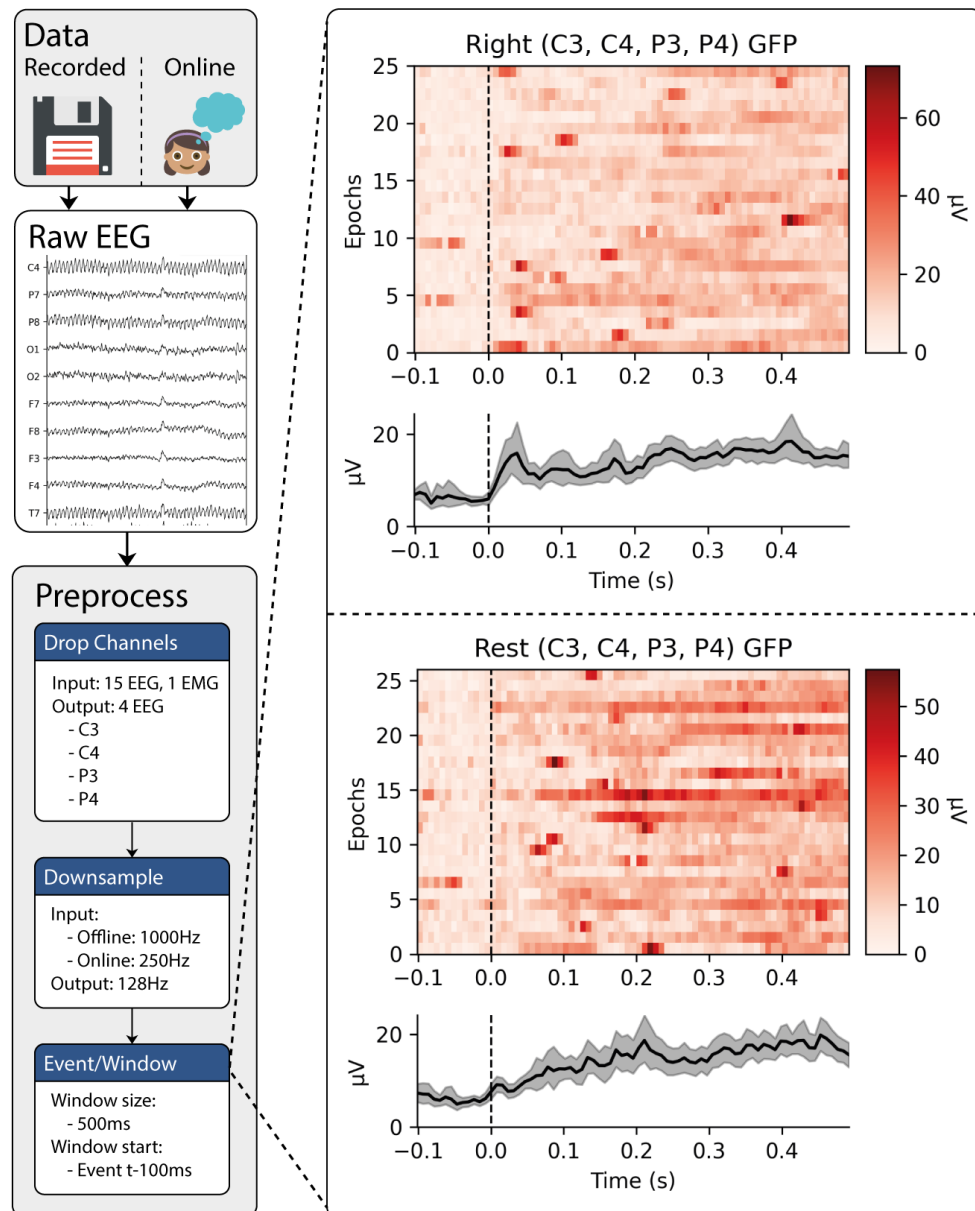 Data
Recorded
Online
Raw EEG
C4
P7
P8
O1
O2
F7
F8
F3
F4
T7
Preprocess
Drop Channels
Input: 15 EEG, 1 EMG
Output: 4 EEG
- C3
- C4
- P3
- P4
Downsample
Input:
- Offline: 1000Hz
- Online: 250Hz
Output: 128Hz
Event/Window
Window size:
- 500ms
Window start:
- Event t-100ms
Right (C3, C4, P3, P4) GFP
25
20
15
10
5
0
Epochs
−0.1 0.0 0.1 0.2 0.3 0.4
60
40
20
0
µV
20
0
µV
−0.1 0.0 0.1 0.2 0.3 0.4
Time (s)
Rest (C3, C4, P3, P4) GFP
25
20
15
10
5
0
Epochs
−0.1 0.0 0.1 0.2 0.3 0.4
50
40
30
20
10
0
µV
20
0
µV
−0.1 0.0 0.1 0.2 0.3 0.4
Time (s)